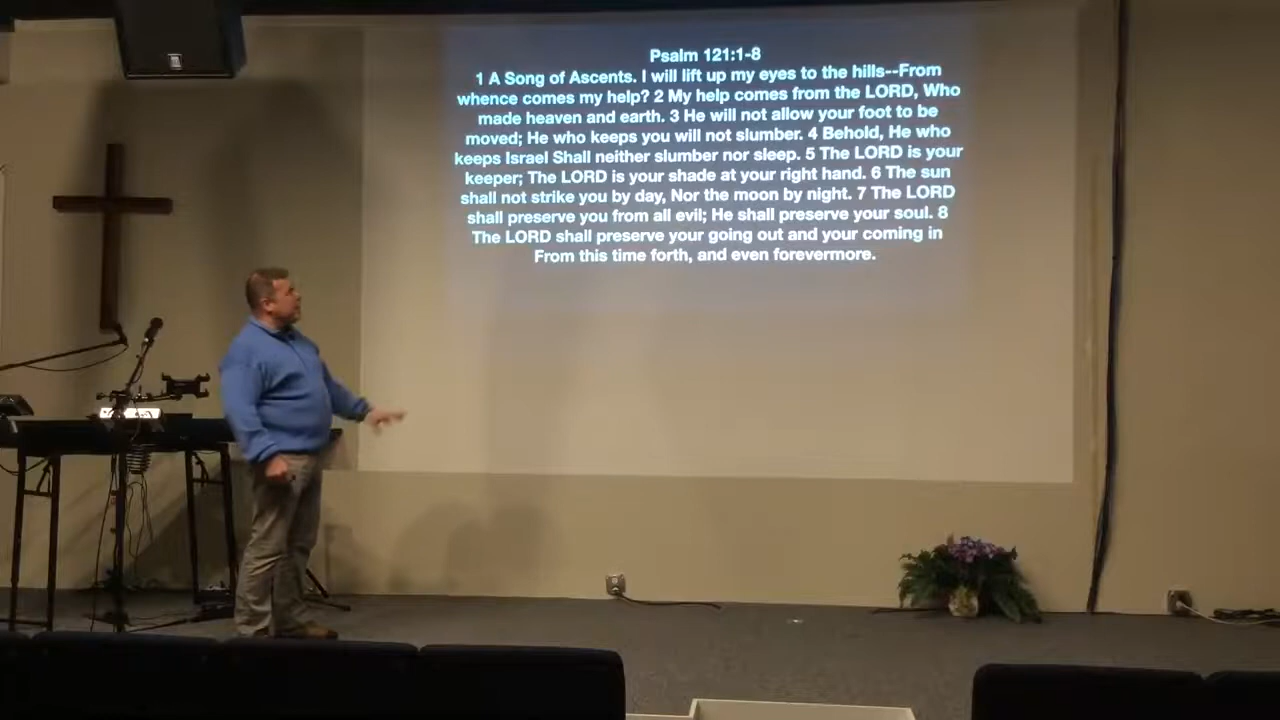 Psalm 121:1-8
1 A Song of Ascents. I will lift up my eyes to the hills--From
whence comes my help? 2 My help comes from the LORD, Who
made heaven and earth. 3 He will not allow your foot to be
moved; He who keeps you will not slumber. 4 Behold, He who
keeps Israel Shall neither slumber nor sleep. 5 The LORD is your
keeper; The LORD is your shade at your right hand. 6 The sun
shall not strike you by day, Nor the moon by night. 7 The LORD
shall preserve you from all evil; He shall preserve your soul. 8
The LORD shall preserve your going out and your coming in
From this time forth, and even forevermore.